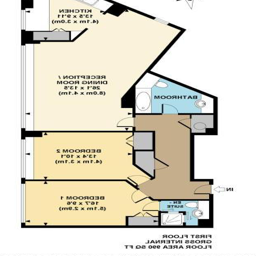 KITCHEN
13'5 x 9'11
(4.1m x 3.0m)
RECEPTION /
DINING ROOM
26'1 x 13'5
(8.0m x 4.1m)
BATHROOM
BEDROOM 2
13'4 x 10'1
(4.1m x 3.1m)
BEDROOM 1
16'7 x 9'6
(5.1m x 2.9m)
EN -
SUITE
IN
FIRST FLOOR
GROSS INTERNAL
FLOOR AREA 590 SQ FT